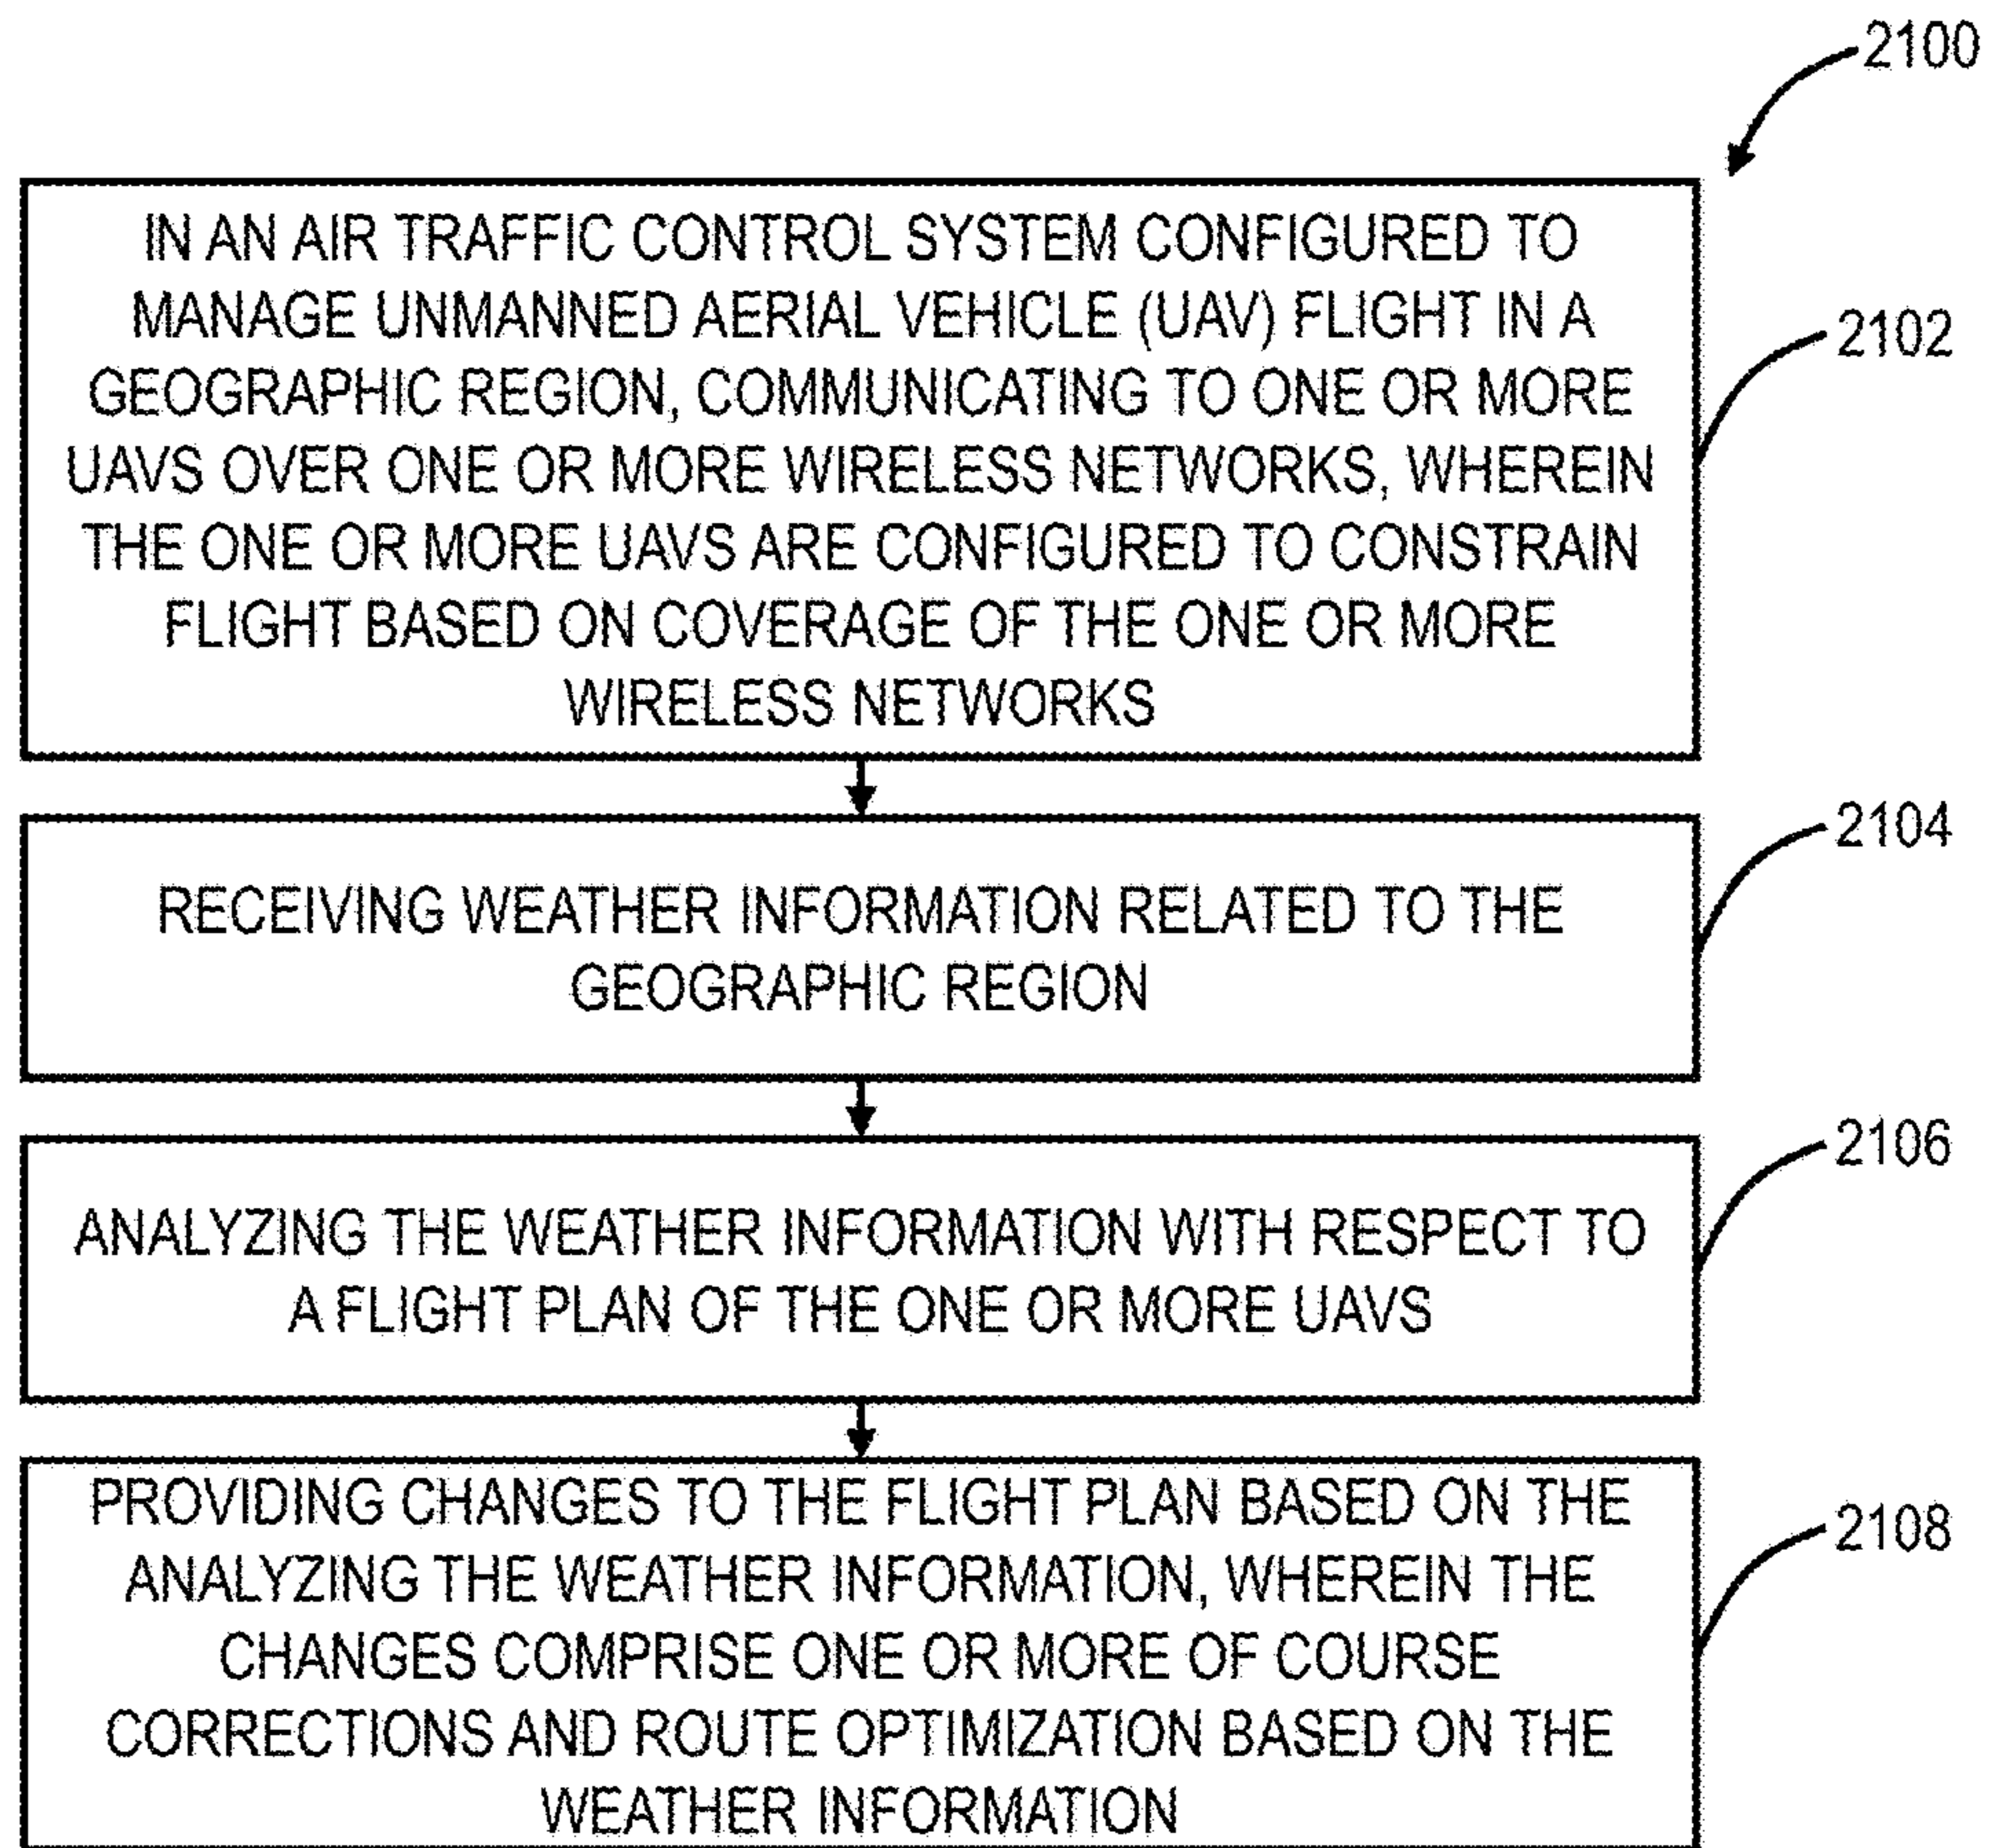 2100
IN AN AIR TRAFFIC CONTROL SYSTEM CONFIGURED TO
MANAGE UNMANNED AERIAL VEHICLE (UAV) FLIGHT IN A
GEOGRAPHIC REGION, COMMUNICATING TO ONE OR MORE
UAVS OVER ONE OR MORE WIRELESS NETWORKS, WHEREIN
THE ONE OR MORE UAVS ARE CONFIGURED TO CONSTRAIN
FLIGHT BASED ON COVERAGE OF THE ONE OR MORE
WIRELESS NETWORKS
2102
RECEIVING WEATHER INFORMATION RELATED TO THE
GEOGRAPHIC REGION
2104
ANALYZING THE WEATHER INFORMATION WITH RESPECT TO
A FLIGHT PLAN OF THE ONE OR MORE UAVS
2106
PROVIDING CHANGES TO THE FLIGHT PLAN BASED ON THE
ANALYZING THE WEATHER INFORMATION, WHEREIN THE
CHANGES COMPRISE ONE OR MORE OF COURSE
CORRECTIONS AND ROUTE OPTIMIZATION BASED ON THE
WEATHER INFORMATION
2108